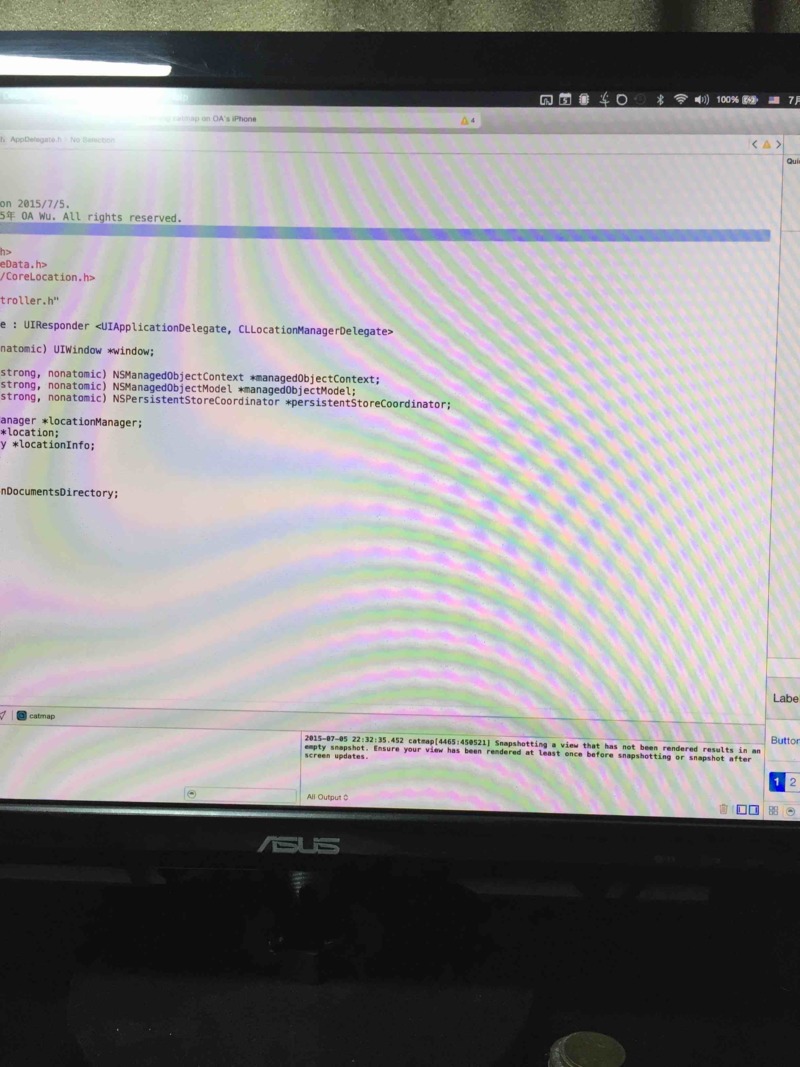 100% 7月
catmap on OA's iPhone 4
AppDelegate.h No Selection
Quic
on 2015/7/5.
5年 OA Wu. All rights reserved.
h>
eData.h>
/CoreLocation.h>
troller.h"
e : UIResponder <UIApplicationDelegate, CLLocationManagerDelegate>
natomic) UIWindow *window;
strong, nonatomic) NSManagedObjectContext *managedObjectContext;
strong, nonatomic) NSManagedObjectModel *managedObjectModel;
strong, nonatomic) NSPersistentStoreCoordinator *persistentStoreCoordinator;
anager *locationManager;
*location;
y *locationInfo;
nDocumentsDirectory;
Labe
catmap
Button
2015-07-05 22:32:35.452 catmap[4465:450521] Snapshotting a view that has not been rendered results in an
empty snapshot. Ensure your view has been rendered at least once before snapshotting or snapshot after
screen updates.
1 2
All Output
ASUS